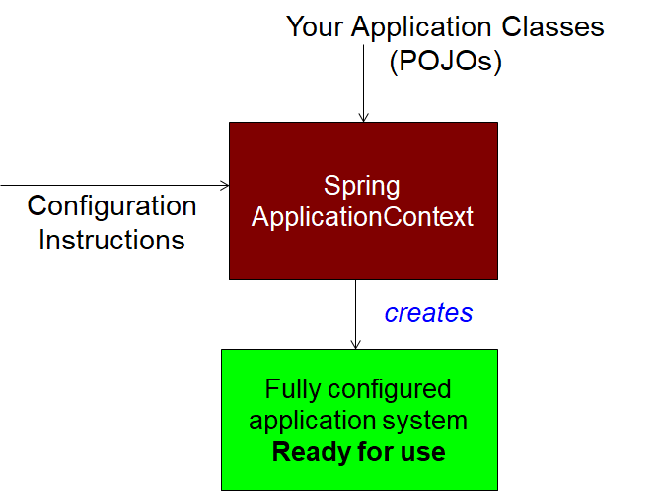 Your Application Classes
(POJOs)
Spring
ApplicationContext
Configuration
Instructions
creates
Fully configured
application system
Ready for use